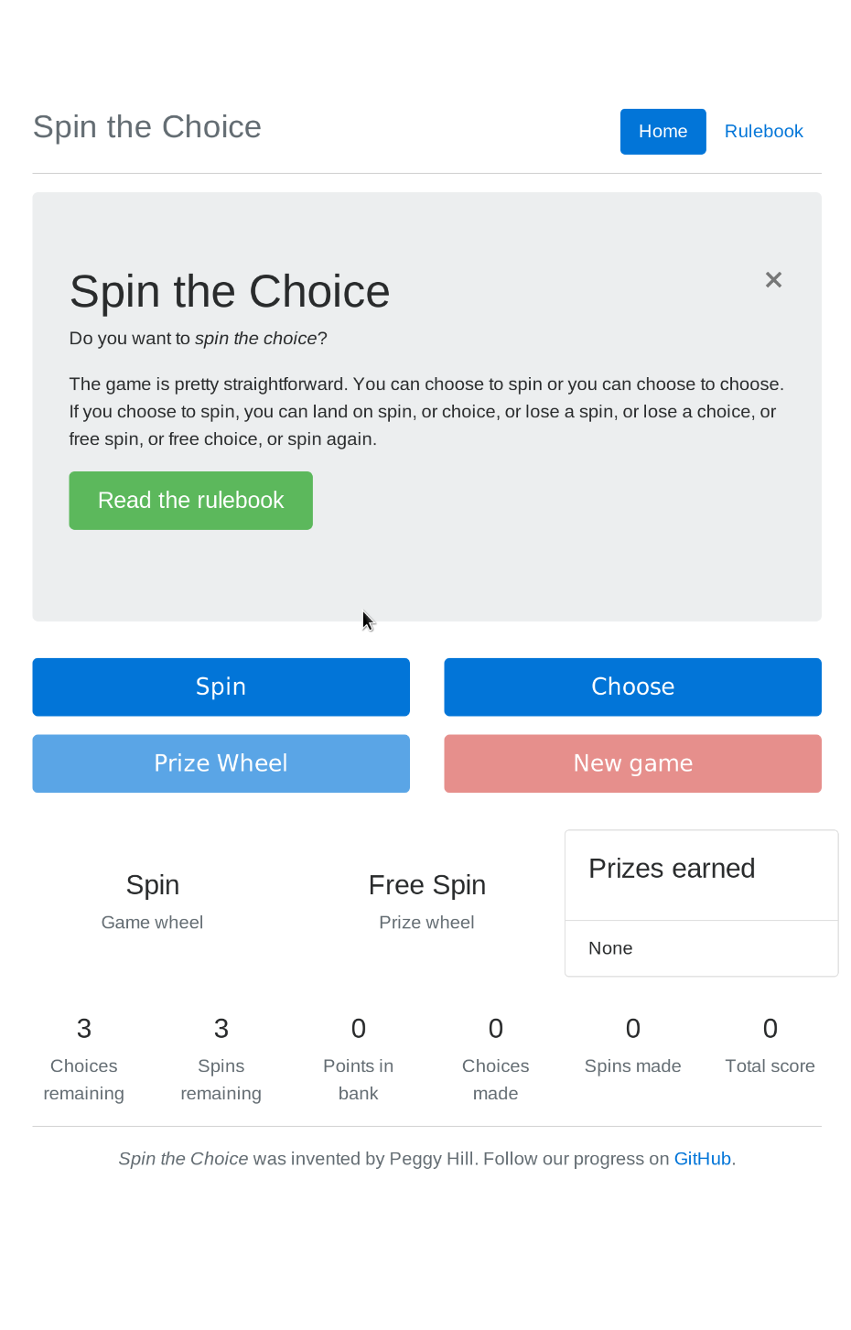 Spin the Choice
Home
Rulebook
Spin the Choice
×
Do you want to spin the choice?
The game is pretty straightforward. You can choose to spin or you can choose to choose.
If you choose to spin, you can land on spin, or choice, or lose a spin, or lose a choice, or
free spin, or free choice, or spin again.
Read the rulebook
Spin
Choose
Prize Wheel
New game
Spin
Game wheel
Free Spin
Prize wheel
Prizes earned
None
3
Choices
remaining
3
Spins
remaining
0
Points in
bank
0
Choices
made
0
Spins made
0
Total score
Spin the Choice was invented by Peggy Hill. Follow our progress on GitHub.